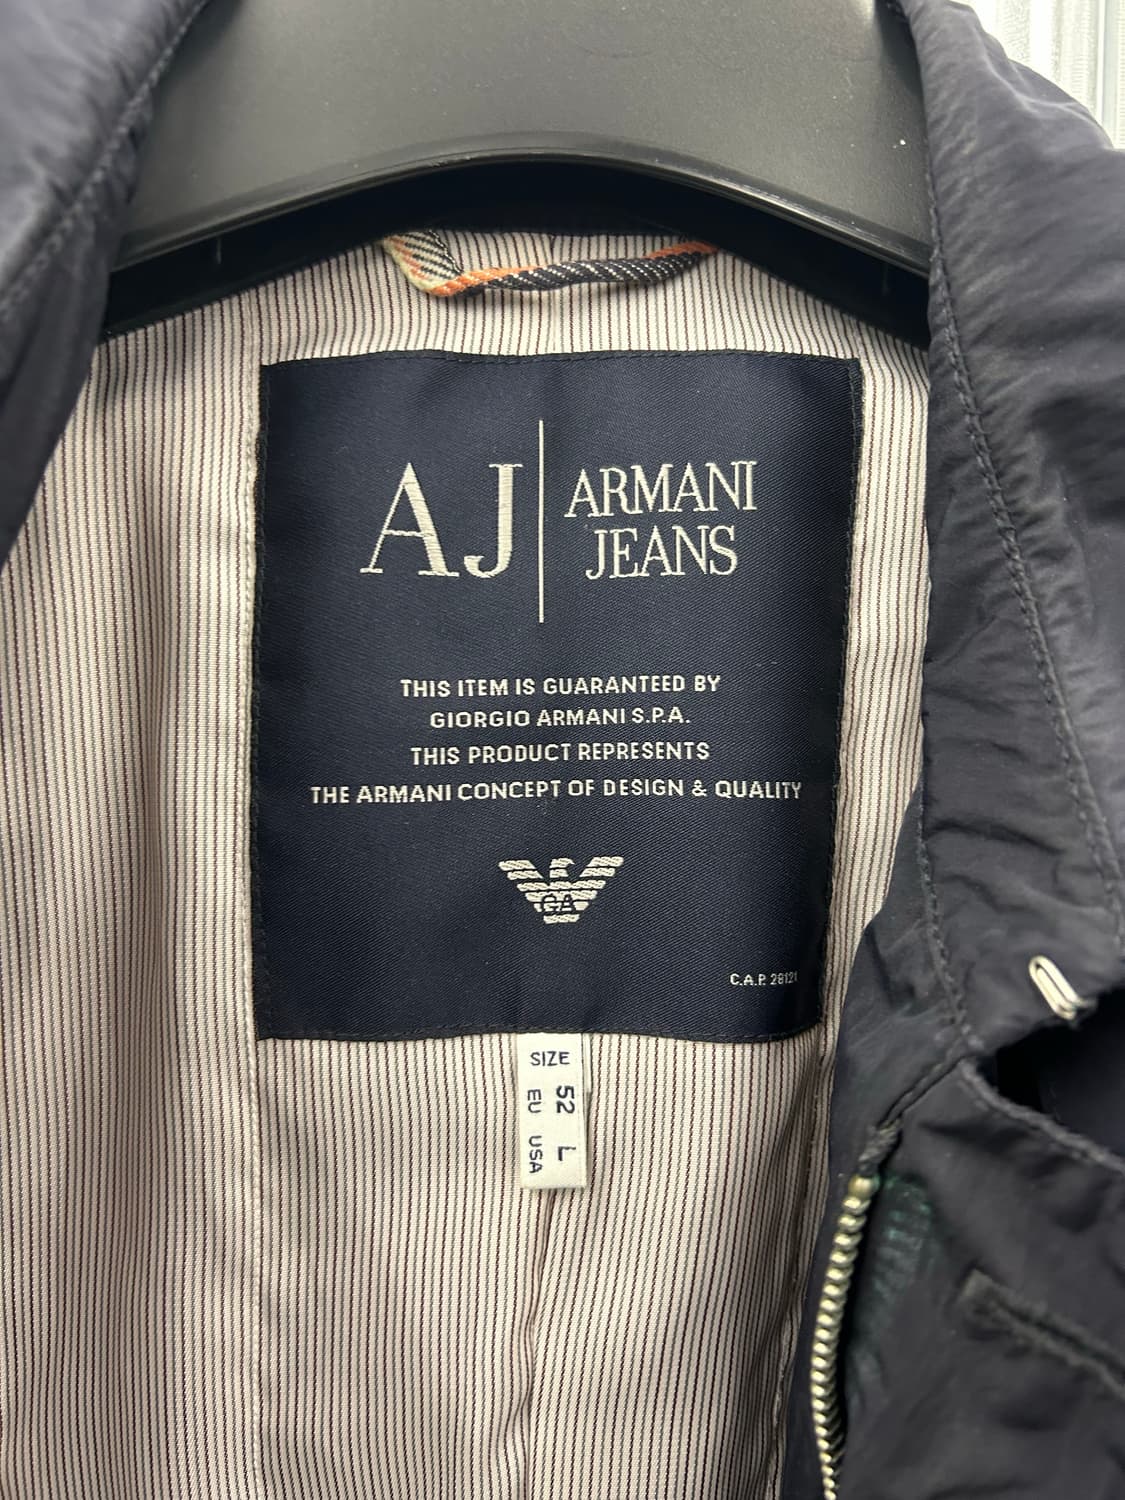 AJ
ARMANI
JEANS
THIS ITEM IS GUARANTEED BY
GIORGIO ARMANI S.P.A.
THIS PRODUCT REPRESENTS
THE ARMANI CONCEPT OF DESIGN & QUALITY
GA
C.A.P. 28121
SIZE
52 EU
L USA